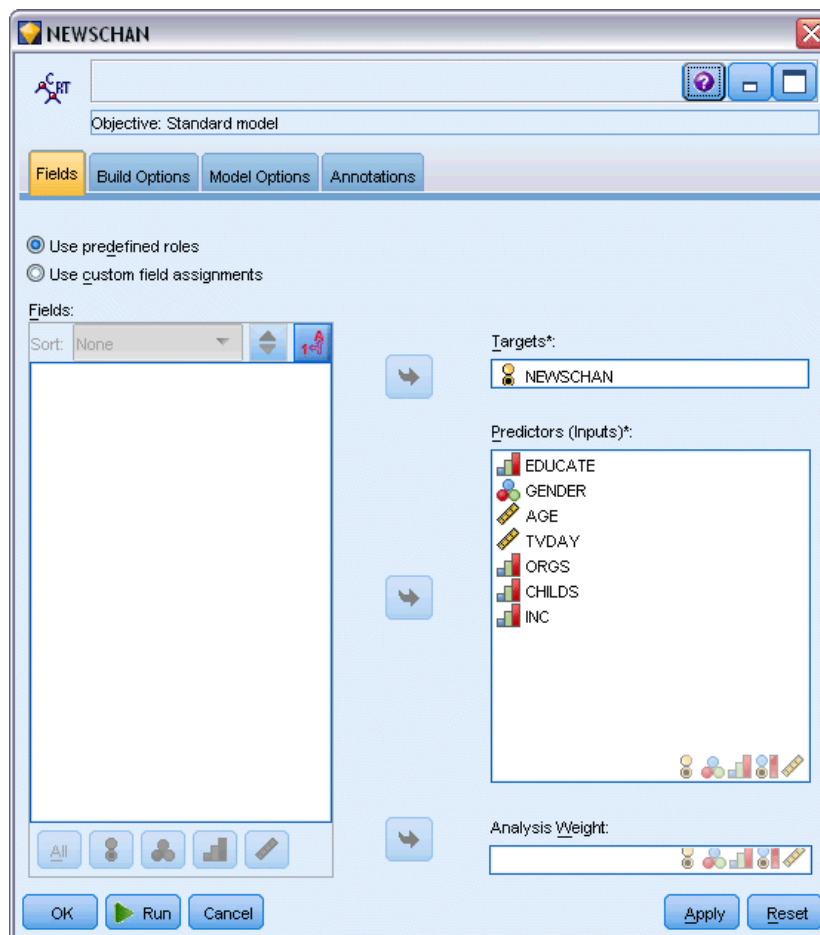 NEWSCHAN
C RT
?
Objective: Standard model
Fields Build Options Model Options Annotations
Use predefined roles
Use custom field assignments
Fields:
Sort: None
A
1
Targets*:
NEWSCHAN
Predictors (Inputs)*:
EDUCATE
GENDER
AGE
TVDAY
ORGS
CHILDS
INC
All
Analysis Weight:
OK Run Cancel Apply Reset